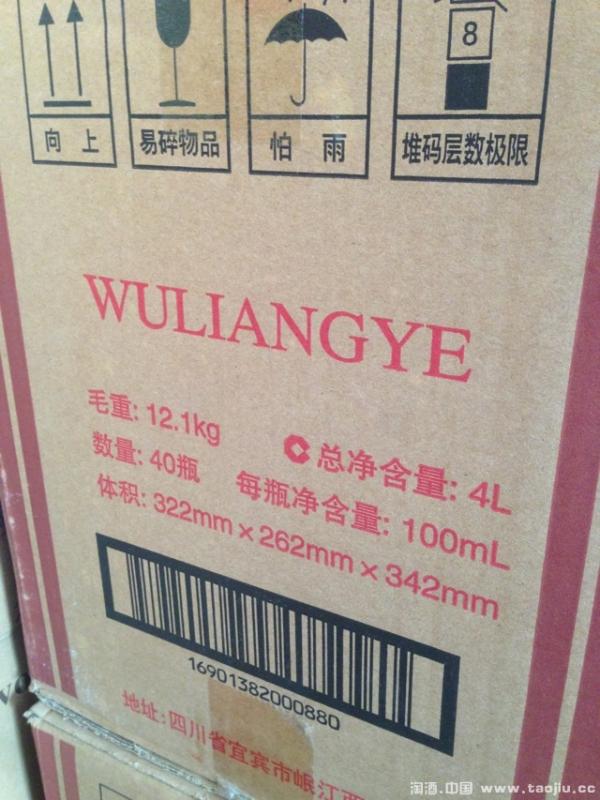 8
向上 易碎物品 怕雨 堆码层数极限
WULIANGYE
毛重: 12.1kg 总净含量: 4L
数量: 40瓶 每瓶净含量: 100mL
体积: 322mm×262mm×342mm
16901382000880
地址: 四川省宜宾市岷江西
淘酒.中国 www.taojiu.cc